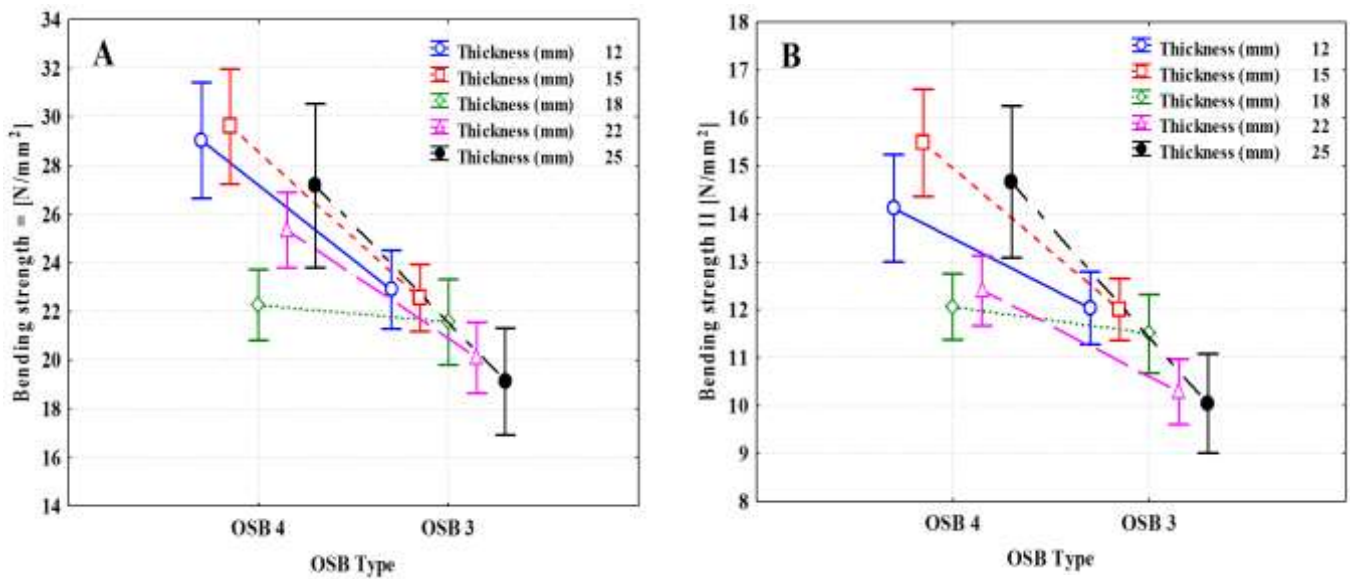 A
Bending strength = [N/mm²]
34
32
30
28
26
24
22
20
18
16
14
Thickness (mm) 12
Thickness (mm) 15
Thickness (mm) 18
Thickness (mm) 22
Thickness (mm) 25
OSB 4 OSB 3
OSB Type
B
Bending strength II [N/mm²]
18
17
16
15
14
13
12
11
10
9
8
Thickness (mm) 12
Thickness (mm) 15
Thickness (mm) 18
Thickness (mm) 22
Thickness (mm) 25
OSB 4 OSB 3
OSB Type